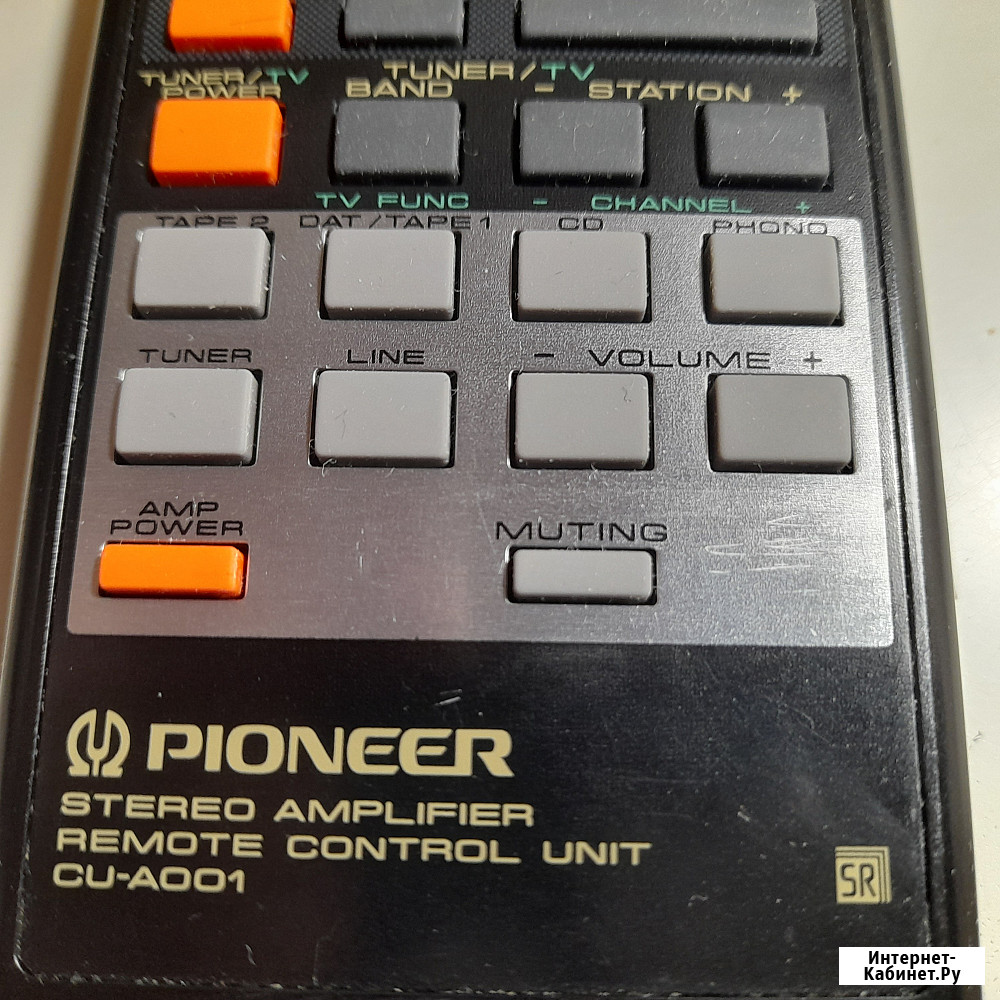 TUNER/TV
POWER
TUNER/TV
BAND - STATION +
TV FUNC - CHANNEL +
TAPE 2 DAT/TAPE 1 CD PHONO
TUNER LINE - VOLUME +
AMP
POWER
MUTING
PIONEER
STEREO AMPLIFIER
REMOTE CONTROL UNIT
CU-A001
SR
Интернет-
Кабинет.Ру